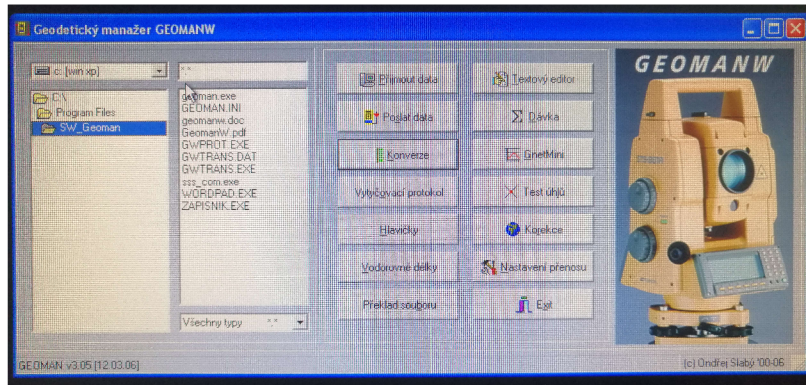 Geodetický manažer GEOMANW
c: [win xp]
*.*
C:\
Program Files
SW_Geoman
geoman.exe
GEOMAN.INI
geomanw.doc
GeomanW.pdf
GWPROT.EXE
GWTRANS.DAT
GWTRANS.EXE
sss_com.exe
WORDPAD.EXE
ZAPISNIK.EXE
Všechny typy *.*
Přijmout data
Poslat data
Konverze
Vytyčovací protokol
Hlavičky
Vodorovné délky
Překlad souboru
Textový editor
Dávka
GnetMini
Test úhlů
Korekce
Nastavení přenosu
Exit
GEOMANW
GEOMAN v3.05 [12.03.06]
(c) Ondřej Slabý '00-06